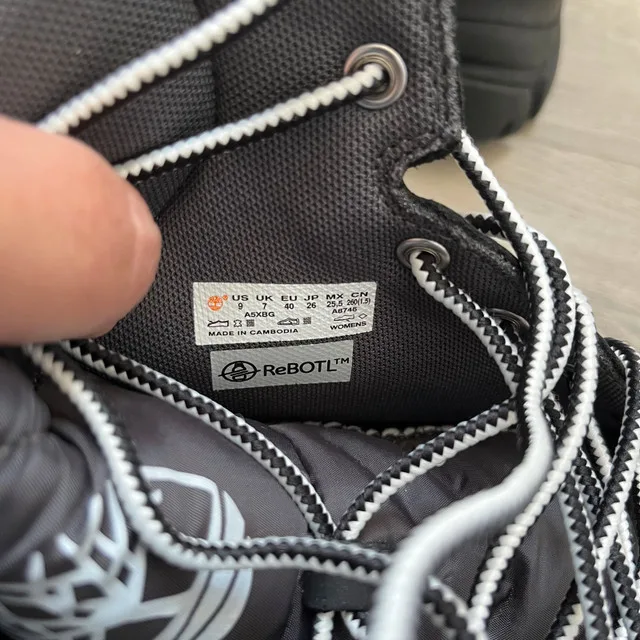 US UK EU JP MX CN
9 7 40 26 25.5 260(1.5)
A5XBG A8746
WOMENS
MADE IN CAMBODIA
ReBOTL™